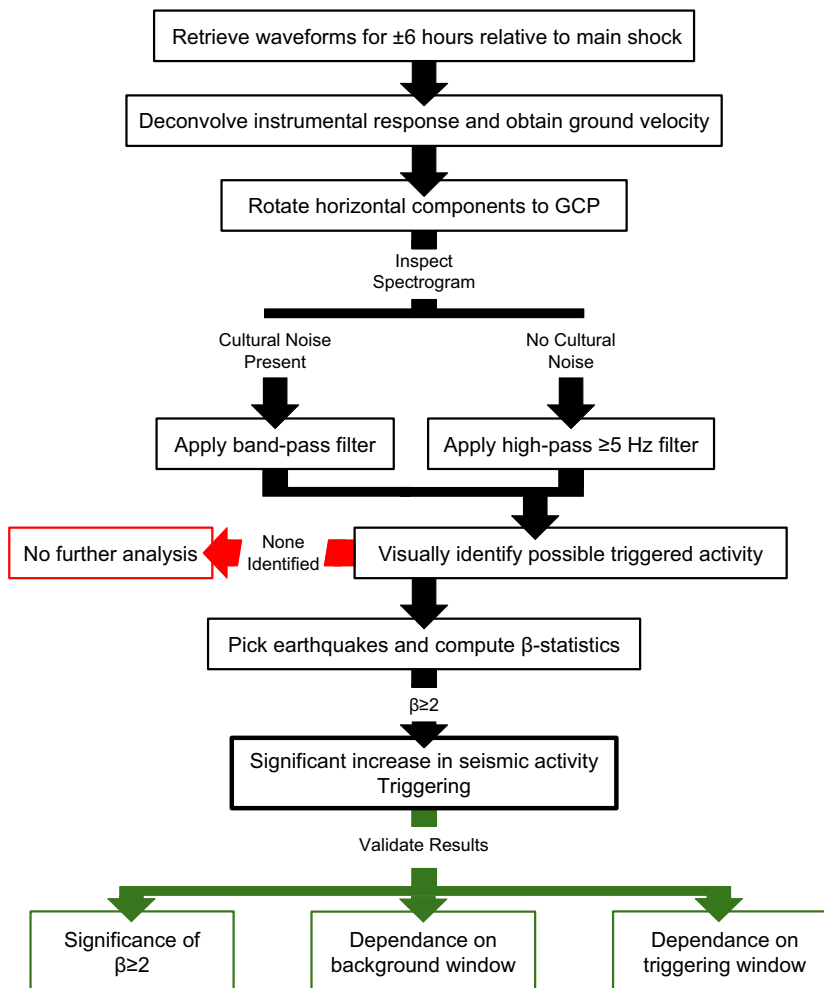 Retrieve waveforms for ±6 hours relative to main shock
Deconvolve instrumental response and obtain ground velocity
Rotate horizontal components to GCP
Inspect
Spectrogram
Cultural Noise
Present
No Cultural
Noise
Apply band-pass filter
Apply high-pass ≥5 Hz filter
No further analysis
None
Identified
Visually identify possible triggered activity
Pick earthquakes and compute β-statistics
β≥2
Significant increase in seismic activity
Triggering
Validate Results
Significance of
β≥2
Dependance on
background window
Dependance on
triggering window